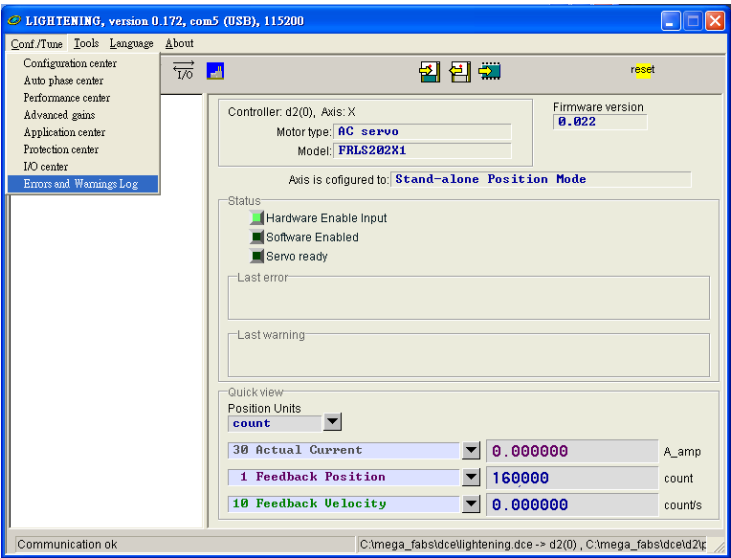 LIGHTENING, version 0.172, com5 (USB), 115200
Conf./Tune Tools Language About
Configuration center
Auto phase center
Performance center
Advanced gains
Application center
Protection center
I/O center
Errors and Warnings Log
I/O
reset
Controller: d2(0), Axis: X
Motor type: AC servo
Model: FRLS202X1
Firmware version
0.022
Axis is cofigured to: Stand-alone Position Mode
Status
Hardware Enable Input
Software Enabled
Servo ready
Last error
Last warning
Quick view
Position Units
count
30 Actual Current 0.000000 A_amp
1 Feedback Position 160000 count
10 Feedback Velocity 0.000000 count/s
Communication ok C:\mega_fabs\dce\lightening.dce -> d2(0) , C:\mega_fabs\dce\d2\p